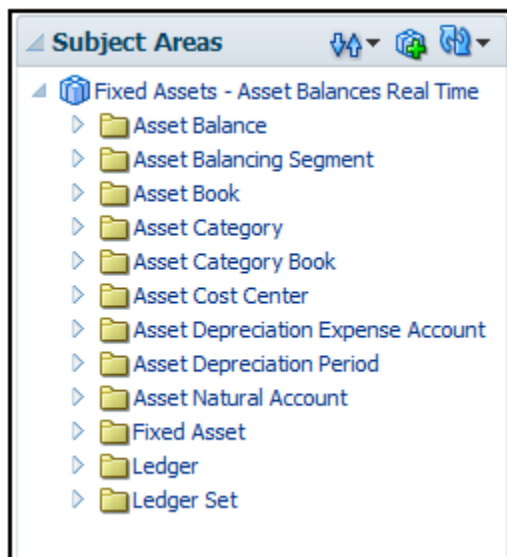 Subject Areas
Fixed Assets - Asset Balances Real Time
Asset Balance
Asset Balancing Segment
Asset Book
Asset Category
Asset Category Book
Asset Cost Center
Asset Depreciation Expense Account
Asset Depreciation Period
Asset Natural Account
Fixed Asset
Ledger
Ledger Set